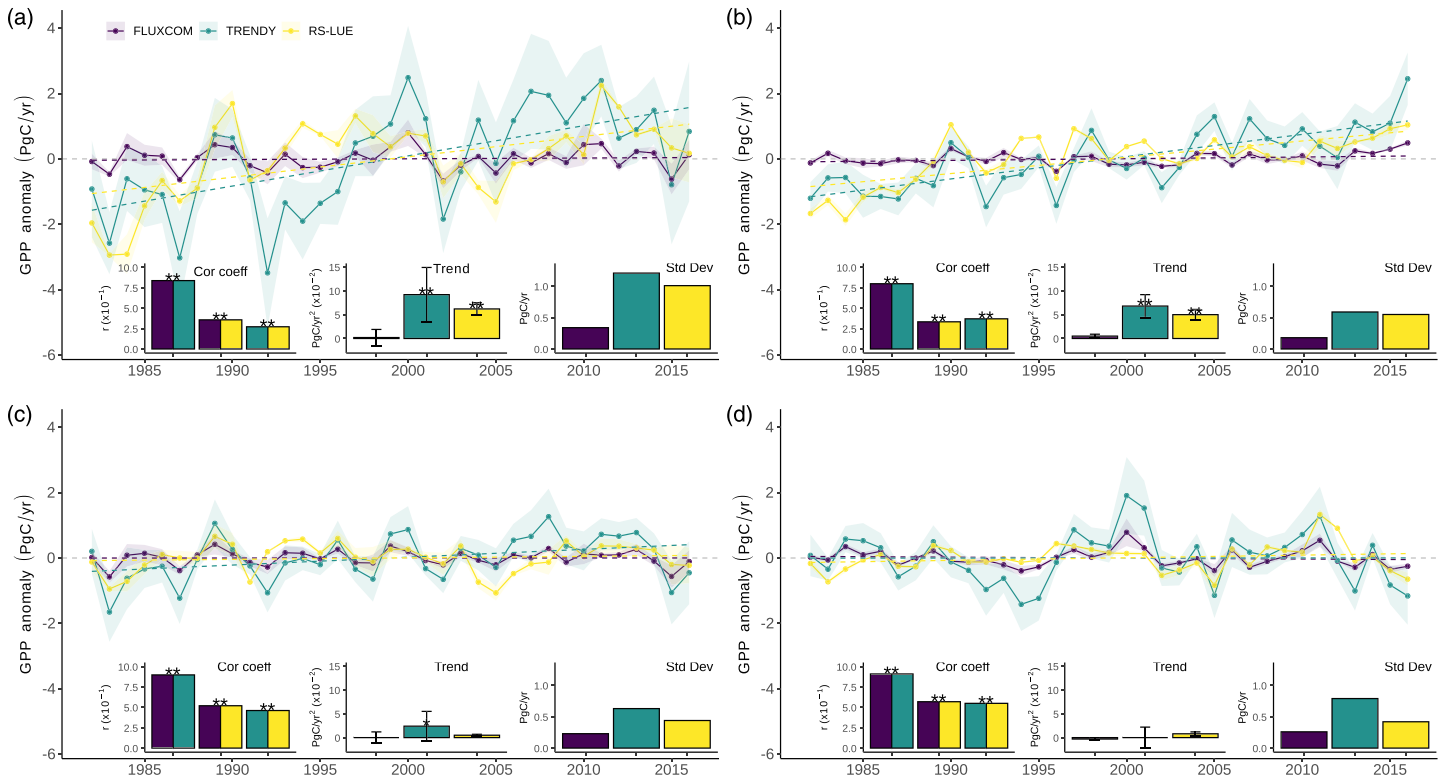 (a)
FLUXCOM TRENDY RS-LUE
GPP anomaly (PgC/yr)
4
2
0
-2
-4
-6
1985 1990 1995 2000 2005 2010 2015
Cor coeff
r (x10⁻¹)
10.0
7.5
5.0
2.5
0.0
** ** **
Trend
PgC/yr² (x10⁻²)
15
10
5
0
** **
Std Dev
PgC/yr
1.0
0.5
0.0
(b)
GPP anomaly (PgC/yr)
4
2
0
-2
-4
-6
1985 1990 1995 2000 2005 2010 2015
Cor coeff
r (x10⁻¹)
10.0
7.5
5.0
2.5
0.0
** ** **
Trend
PgC/yr² (x10⁻²)
15
10
5
0
** **
Std Dev
PgC/yr
1.0
0.5
0.0
(c)
GPP anomaly (PgC/yr)
4
2
0
-2
-4
-6
1985 1990 1995 2000 2005 2010 2015
Cor coeff
r (x10⁻¹)
10.0
7.5
5.0
2.5
0.0
** ** **
Trend
PgC/yr² (x10⁻²)
15
10
5
0
*
Std Dev
PgC/yr
1.0
0.5
0.0
(d)
GPP anomaly (PgC/yr)
4
2
0
-2
-4
-6
1985 1990 1995 2000 2005 2010 2015
Cor coeff
r (x10⁻¹)
10.0
7.5
5.0
2.5
0.0
** ** **
Trend
PgC/yr² (x10⁻²)
15
10
5
0
Std Dev
PgC/yr
1.0
0.5
0.0